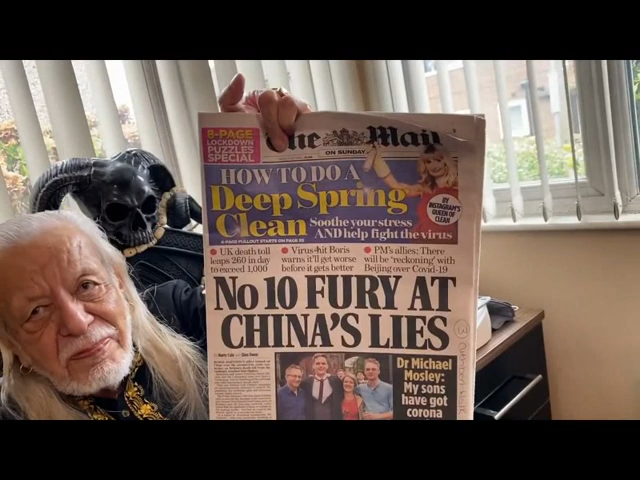 8-PAGE
LOCKDOWN
PUZZLES
SPECIAL
The Mail
ON SUNDAY
HOW TO DO A
Deep Spring
Clean
Soothe your stress
AND help fight the virus
BY
INSTAGRAM'S
QUEEN OF
CLEAN
UK death toll
leaps 260 in day
to exceed 1,000
Virus-hit Boris
warns it'll get worse
before it gets better
PM's allies: There
will be 'reckoning' with
Beijing over Covid-19
No 10 FURY AT
CHINA'S LIES
Dr Michael
Mosley:
My sons
have got
corona